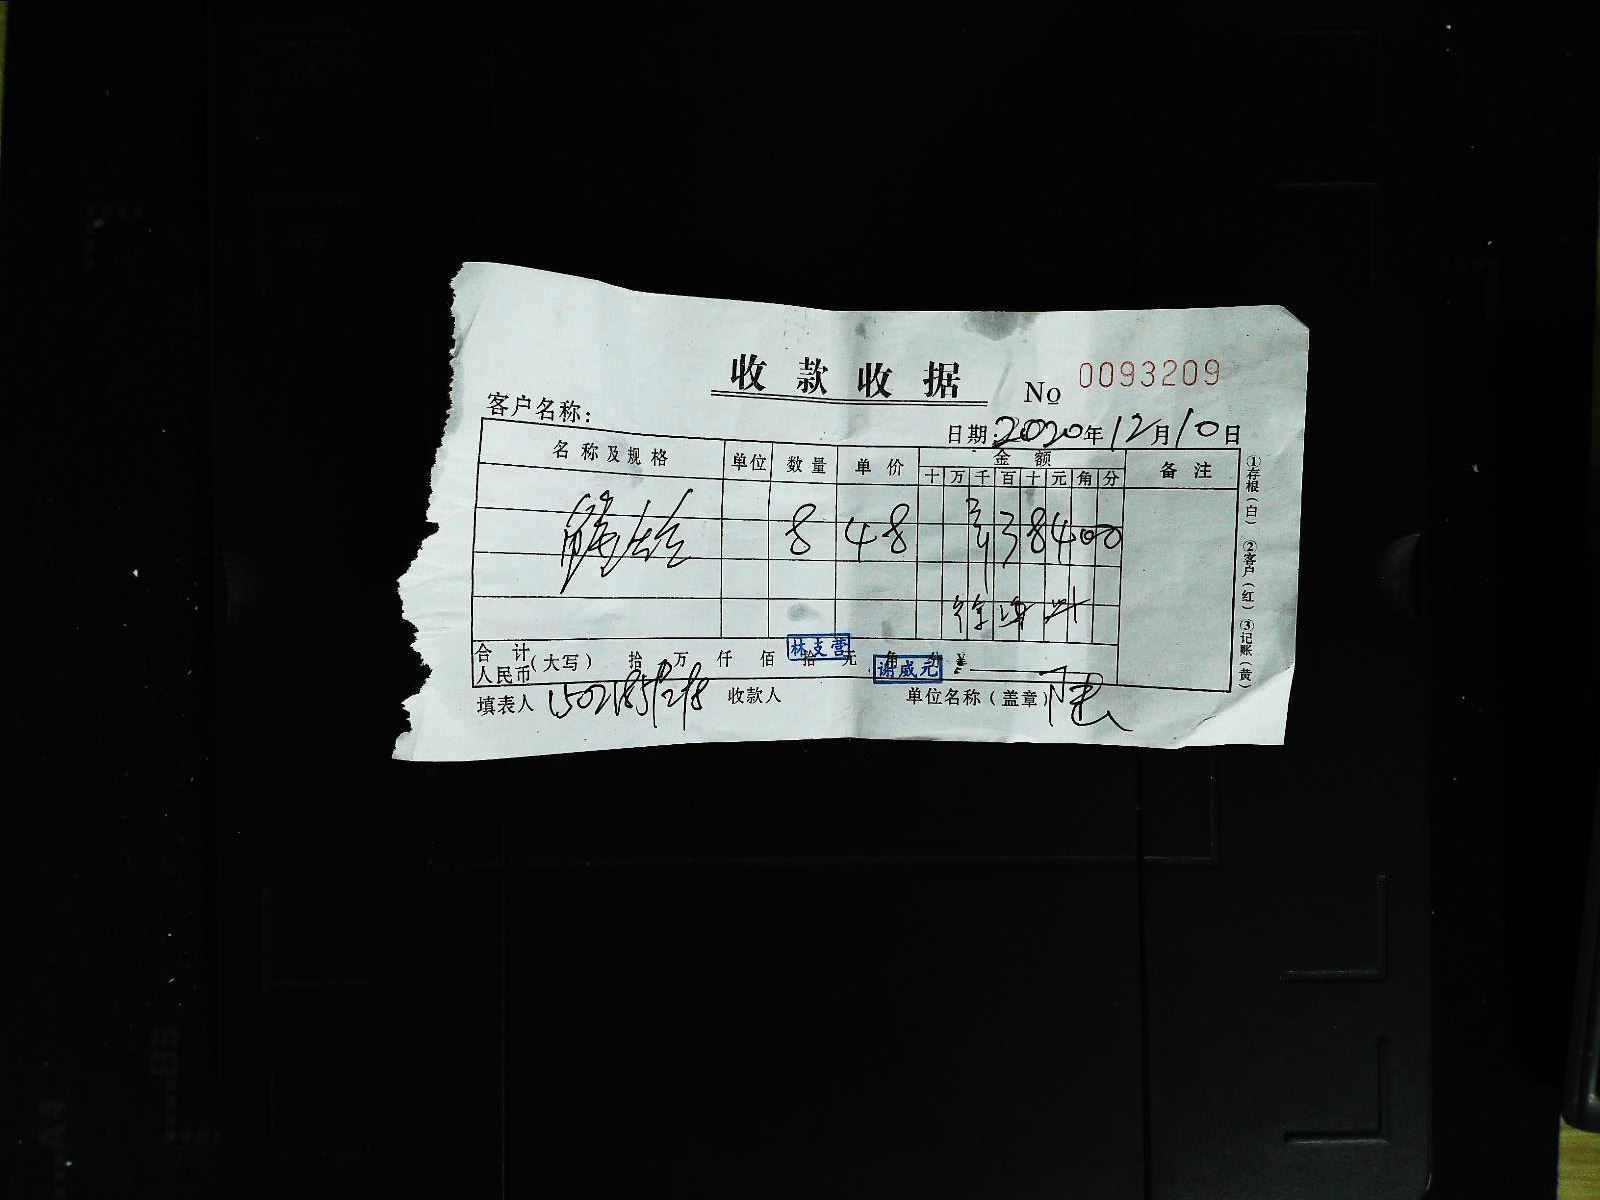 收款收据 No 0093209
客户名称: 日期: 2020年12月10日
名称及规格 单位 数量 单价 金额 备注
十 万 千 百 十 元 角 分
8 48 38400
合计人民币(大写) 拾 万 仟 佰 拾 元 角 分 ¥:
林支营
谢威元
填表人 收款人 单位名称(盖章)
①存根(白) ②客户(红) ③记账(黄)